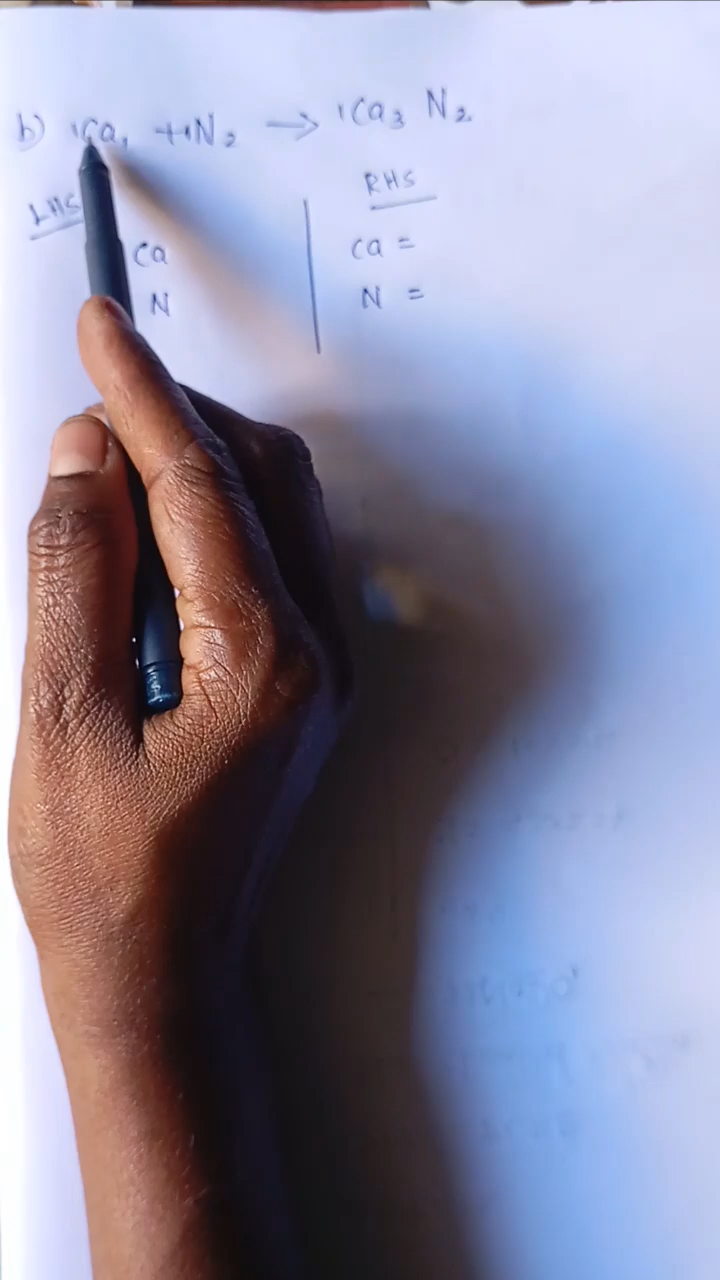 b) 1Ca1 + 1N2 → 1Ca3 N2
LHS RHS
Ca Ca =
N N =